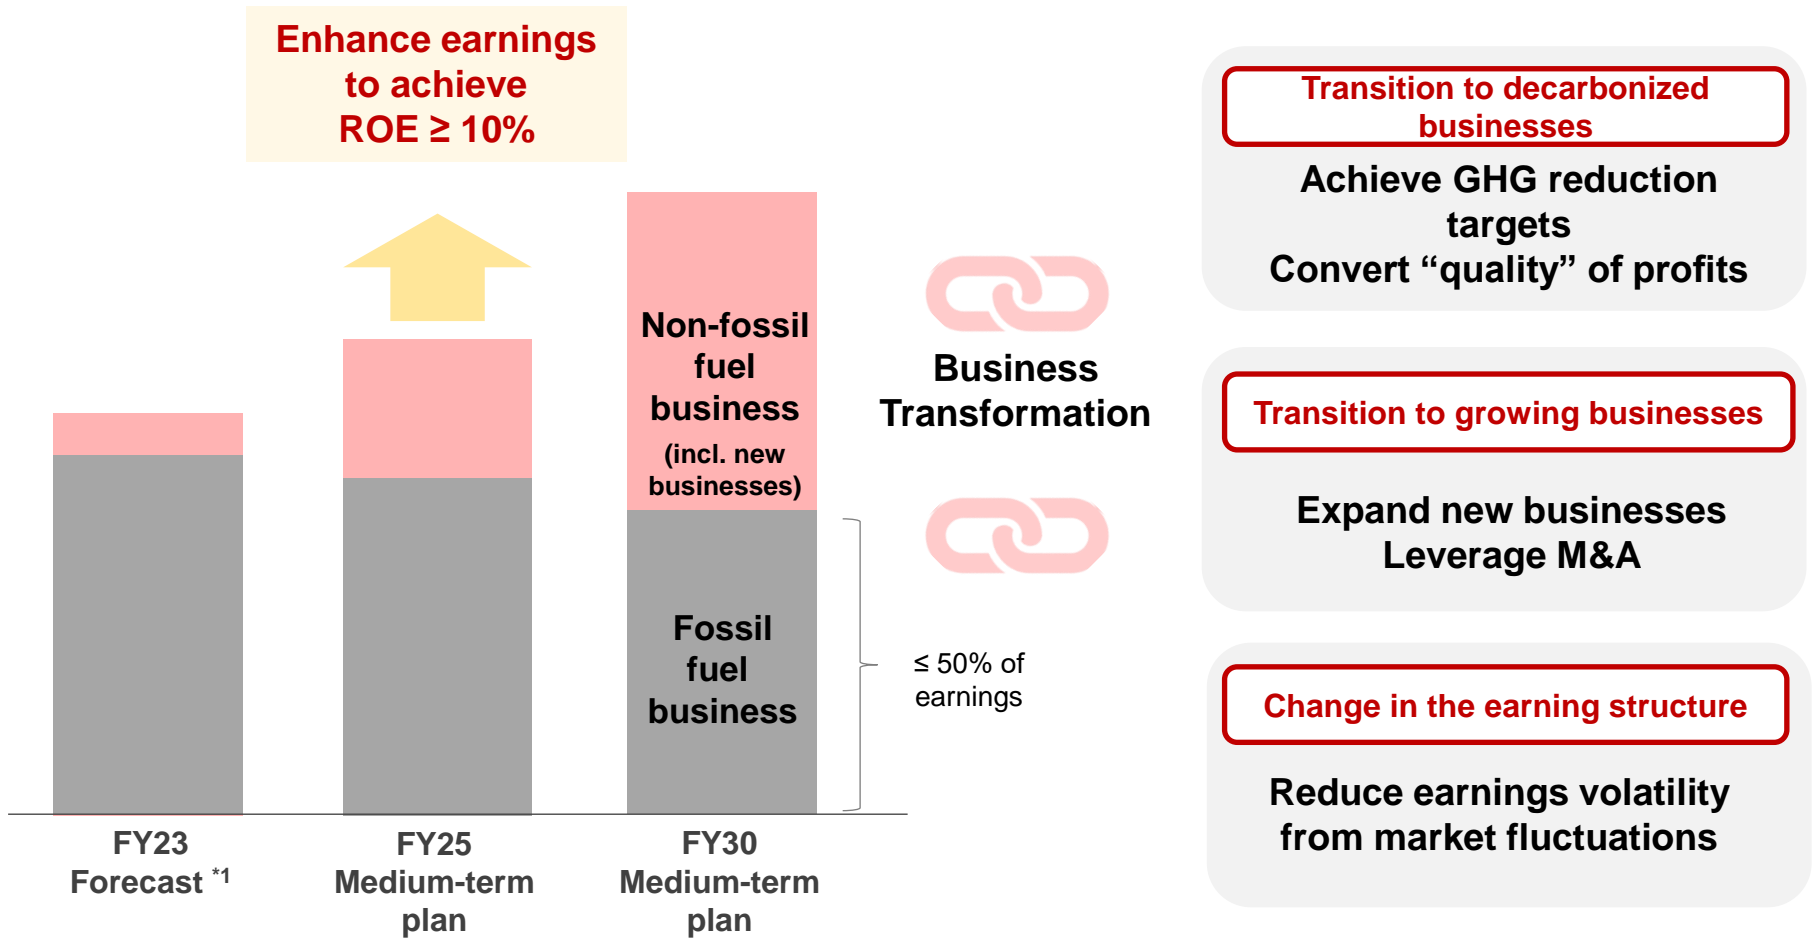 Enhance earnings
to achieve
ROE ≥ 10%
Non-fossil
fuel
business
(incl. new
businesses)
Fossil
fuel
business
≤ 50% of
earnings
FY23
Forecast *1
FY25
Medium-term
plan
FY30
Medium-term
plan
Business
Transformation
Transition to decarbonized
businesses
Achieve GHG reduction
targets
Convert “quality” of profits
Transition to growing businesses
Expand new businesses
Leverage M&A
Change in the earning structure
Reduce earnings volatility
from market fluctuations